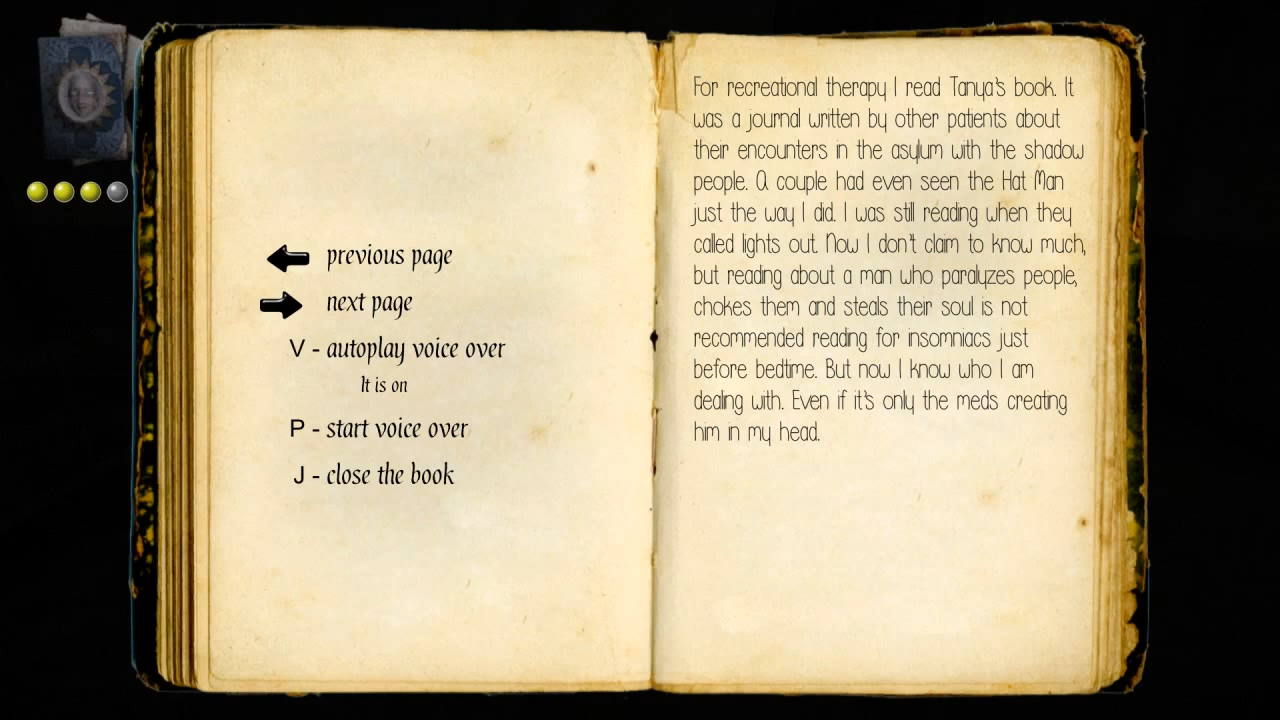 previous page
next page
V - autoplay voice over
It is on
P - start voice over
J - close the book
For recreational therapy I read Tanya's book. It
was a journal written by other patients about
their encounters in the asylum with the shadow
people. A couple had even seen the Hat Man
just the way I did. I was still reading when they
called lights out. Now I don't claim to know much,
but reading about a man who paralyzes people,
chokes them and steals their soul is not
recommended reading for insomniacs just
before bedtime. But now I know who I am
dealing with. Even if it's only the meds creating
him in my head.